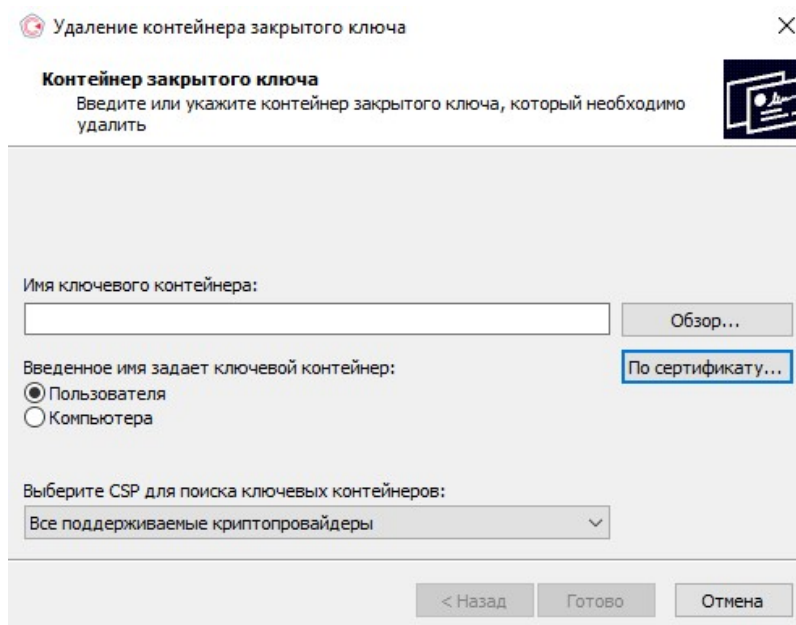 Удаление контейнера закрытого ключа
Контейнер закрытого ключа
Введите или укажите контейнер закрытого ключа, который необходимо
удалить
Имя ключевого контейнера:
Обзор...
Введенное имя задает ключевой контейнер:
По сертификату...
Пользователя
Компьютера
Выберите CSP для поиска ключевых контейнеров:
Все поддерживаемые криптопровайдеры
< Назад
Готово
Отмена